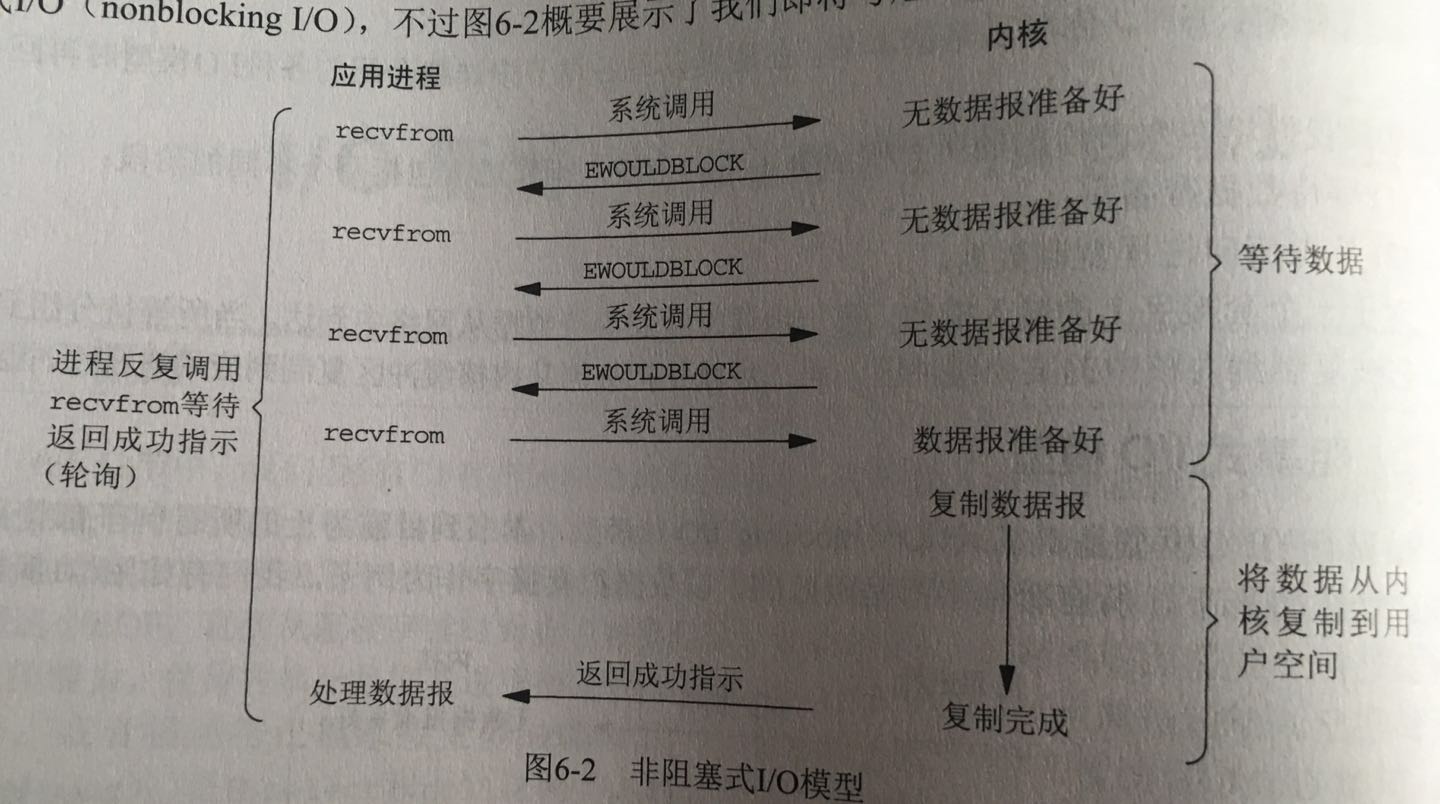 I/O（nonblocking I/O），不过图6-2概要展示了我们即将
应用进程
内核
recvfrom
系统调用
无数据报准备好
EWOULDBLOCK
recvfrom
系统调用
无数据报准备好
EWOULDBLOCK
等待数据
recvfrom
系统调用
无数据报准备好
EWOULDBLOCK
进程反复调用
recvfrom等待
返回成功指示
（轮询）
recvfrom
系统调用
数据报准备好
复制数据报
将数据从内
核复制到用
户空间
处理数据报
返回成功指示
复制完成
图6-2 非阻塞式I/O模型